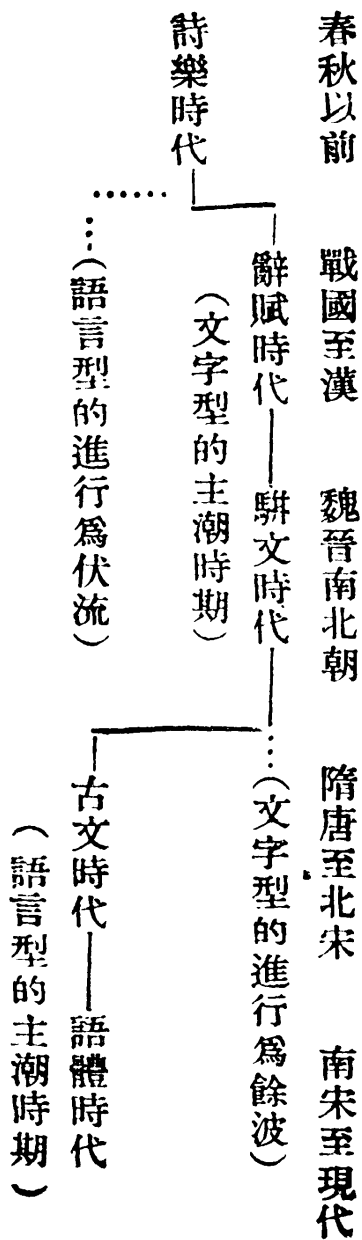 春秋以前　戰國至漢　魏晉南北朝　隋唐至北宋　南宋至現代
辭賦時代　駢文時代　（文字型的進行爲餘波）
（文字型的主潮時期）
詩樂時代
（語言型的進行爲伏流）　古文時代　語體時代
（語言型的主潮時期）